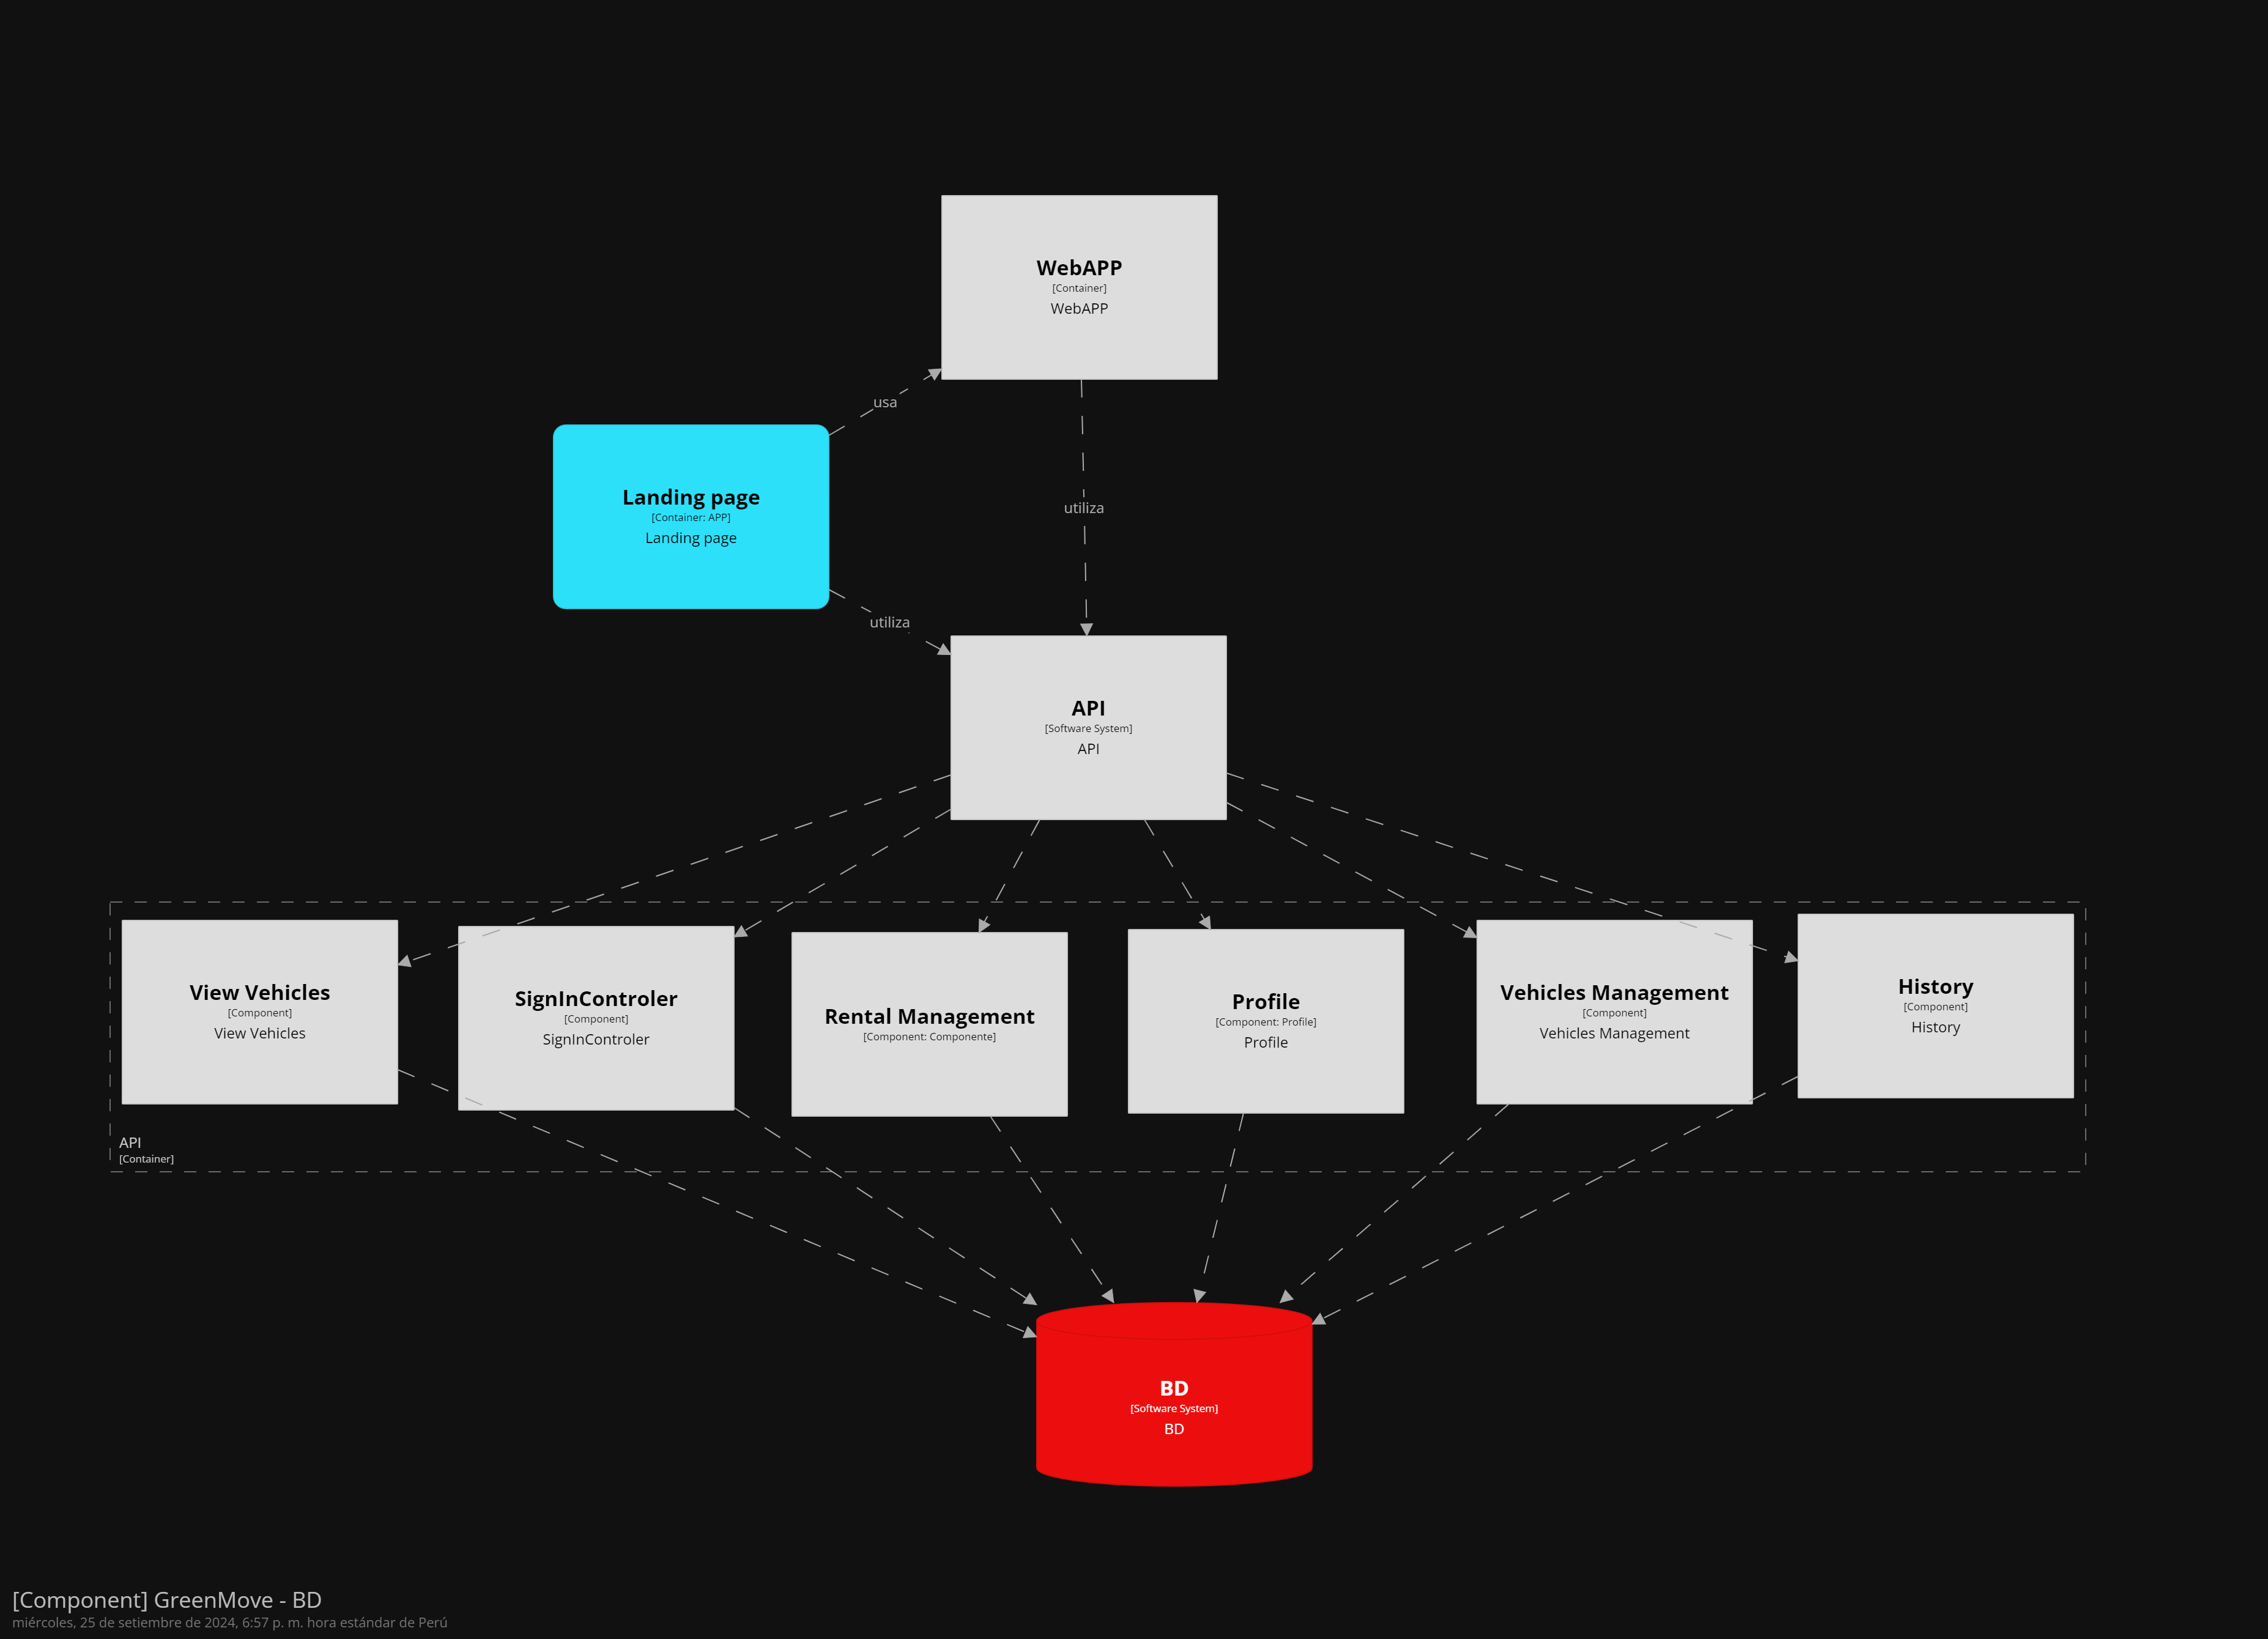 WebAPP
[Container]
WebAPP
usa
Landing page
[Container: APP]
Landing page
utiliza
utiliza
API
[Software System]
API
View Vehicles
[Component]
View Vehicles
SignInControler
[Component]
SignInControler
Rental Management
[Component: Componente]
Profile
[Component: Profile]
Profile
Vehicles Management
[Component]
Vehicles Management
History
[Component]
History
API
[Container]
BD
[Software System]
BD
[Component] GreenMove - BD
miércoles, 25 de setiembre de 2024, 6:57 p. m. hora estándar de Perú